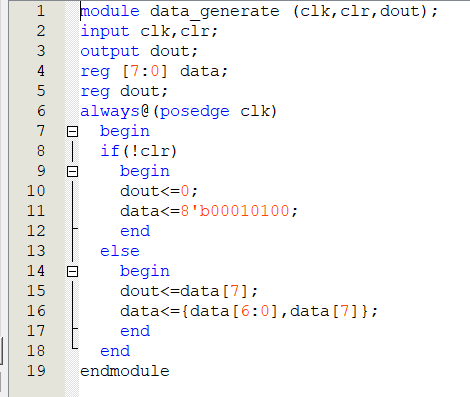 1 module data_generate (clk,clr,dout);
2 input clk,clr;
3 output dout;
4 reg [7:0] data;
5 reg dout;
6 always@(posedge clk)
7 begin
8 if(!clr)
9 begin
10 dout<=0;
11 data<=8'b00010100;
12 end
13 else
14 begin
15 dout<=data[7];
16 data<={data[6:0],data[7]};
17 end
18 end
19 endmodule